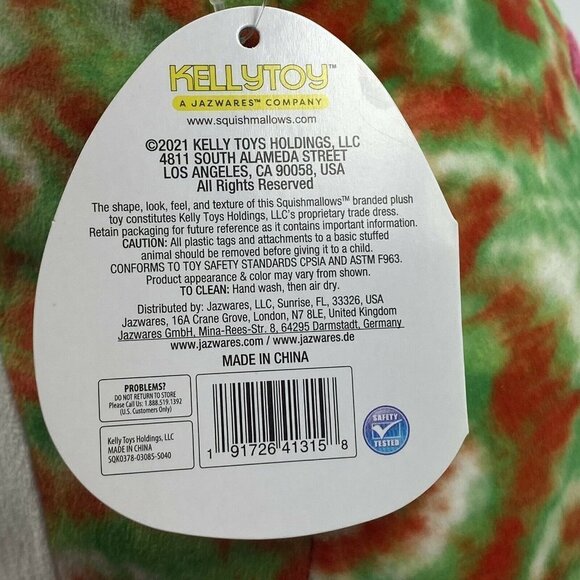 KELLYTOY™
A JAZWARES™ COMPANY
www.squishmallows.com
©2021 KELLY TOYS HOLDINGS, LLC
4811 SOUTH ALAMEDA STREET
LOS ANGELES, CA 90058, USA
All Rights Reserved
The shape, look, feel, and texture of this Squishmallows™ branded plush
toy constitutes Kelly Toys Holdings, LLC's proprietary trade dress.
Retain packaging for future reference as it contains important information.
CAUTION: All plastic tags and attachments to a basic stuffed
animal should be removed before giving it to a child.
CONFORMS TO TOY SAFETY STANDARDS CPSIA AND ASTM F963.
Product appearance & color may vary from shown.
TO CLEAN: Hand wash, then air dry.
Distributed by: Jazwares, LLC, Sunrise, FL, 33326, USA
Jazwares, 16A Crane Grove, London, N7 8LE, United Kingdom
Jazwares GmbH, Mina-Rees-Str. 8, 64295 Darmstadt, Germany
www.jazwares.com / www.jazwares.de
MADE IN CHINA
PROBLEMS?
DO NOT RETURN TO STORE
Please Call Us: 1.888.519.1392
(U.S. Customers Only)
Kelly Toys Holdings, LLC
MADE IN CHINA
SQK0378-03085-S040
1 91726 41315 8
SAFETY
TESTED